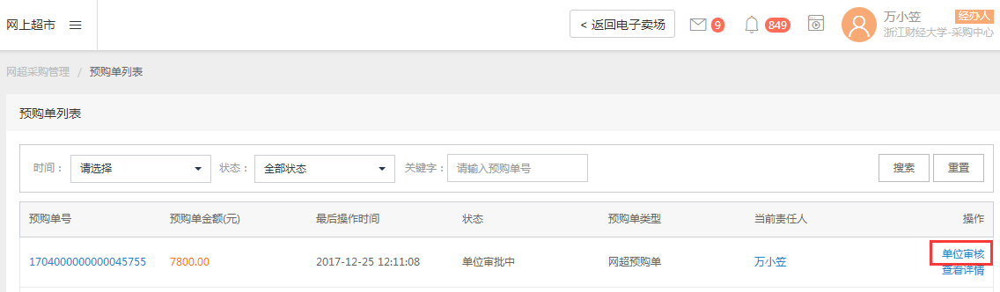 网上超市
< 返回电子卖场
9
849
万小笠
经办人
浙江财经大学-采购中心
网超采购管理 / 预购单列表
预购单列表
时间： 请选择 状态： 全部状态 关键字： 请输入预购单号 搜索 重置
预购单号 预购单金额(元) 最后操作时间 状态 预购单类型 当前责任人 操作
1704000000000045755 7800.00 2017-12-25 12:11:08 单位审批中 网超预购单 万小笠 单位审核
查看详情